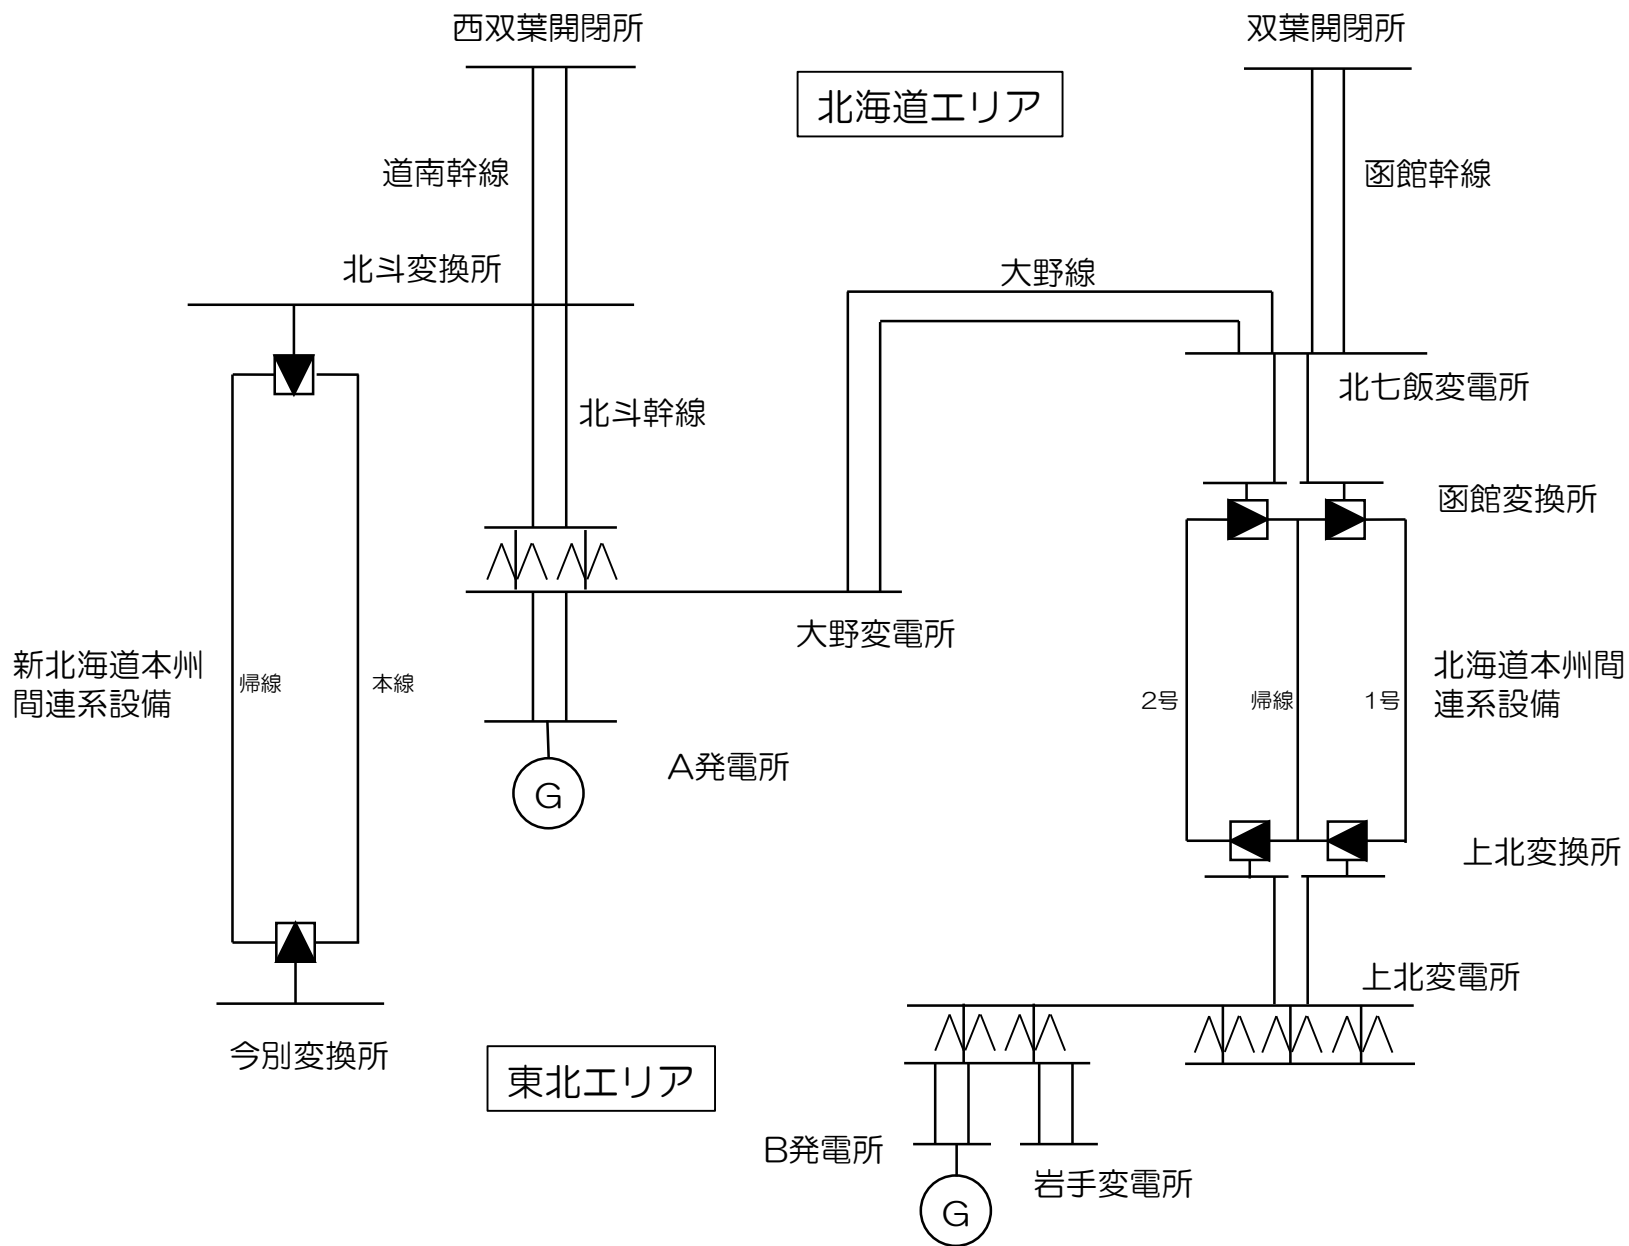 西双葉開閉所
双葉開閉所
北海道エリア
道南幹線
函館幹線
北斗変換所
大野線
北七飯変電所
北斗幹線
函館変換所
大野変電所
新北海道本州
間連系設備
帰線
本線
2号
帰線
1号
北海道本州間
連系設備
A発電所
G
上北変換所
上北変電所
今別変換所
東北エリア
B発電所
岩手変電所
G